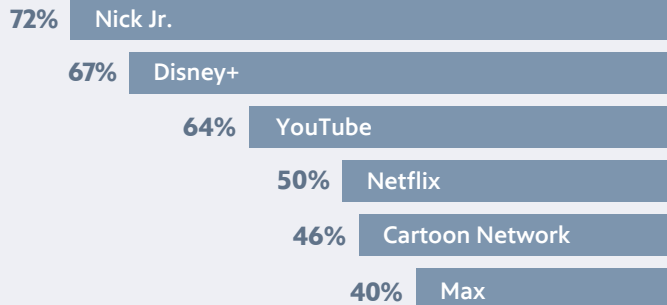 72% Nick Jr.
67% Disney+
64% YouTube
50% Netflix
46% Cartoon Network
40% Max